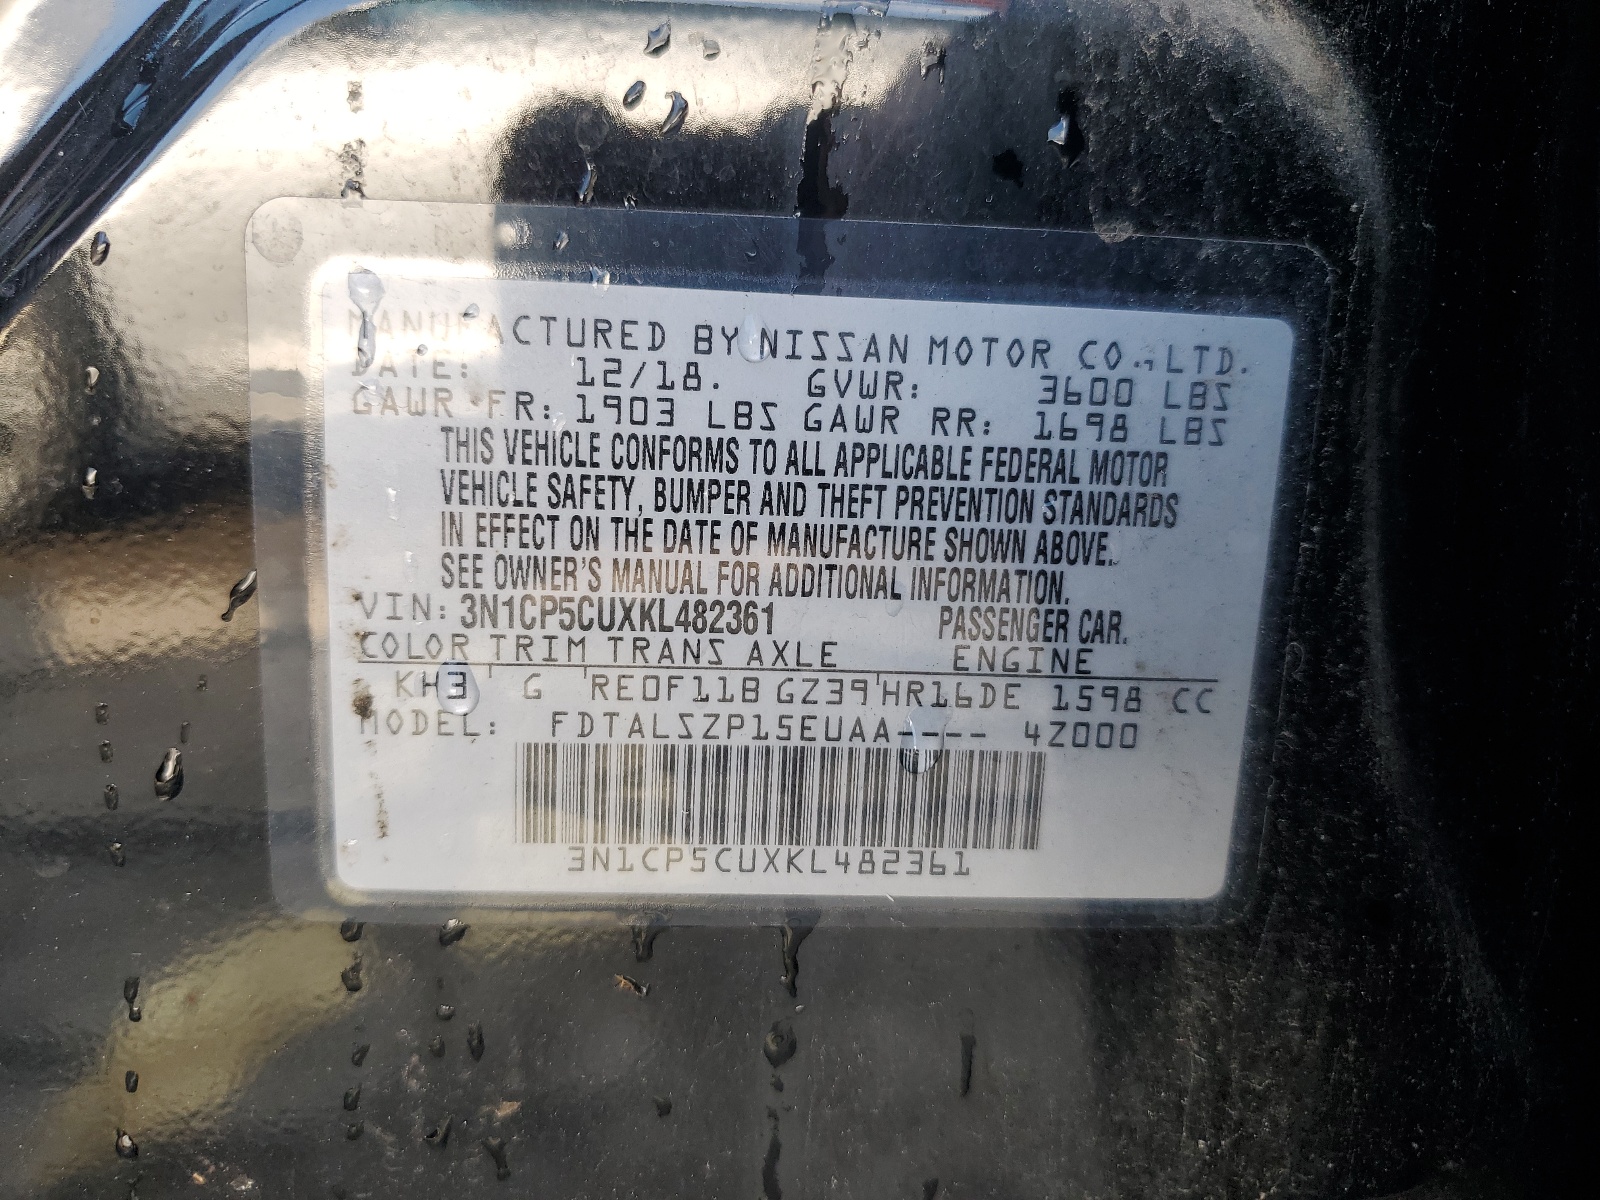 MANUFACTURED BY NISSAN MOTOR CO., LTD.
DATE: 12/18. GVWR: 3600 LBS
GAWR FR: 1903 LBS GAWR RR: 1698 LBS
THIS VEHICLE CONFORMS TO ALL APPLICABLE FEDERAL MOTOR
VEHICLE SAFETY, BUMPER AND THEFT PREVENTION STANDARDS
IN EFFECT ON THE DATE OF MANUFACTURE SHOWN ABOVE.
SEE OWNER'S MANUAL FOR ADDITIONAL INFORMATION.
VIN: 3N1CP5CUXKL482361 PASSENGER CAR.
COLOR TRIM TRANS AXLE ENGINE
KH3 G RE0F11B GZ39 HR16DE 1598 CC
MODEL: FDTALSZP15EUAA---- 4Z000
3N1CP5CUXKL482361